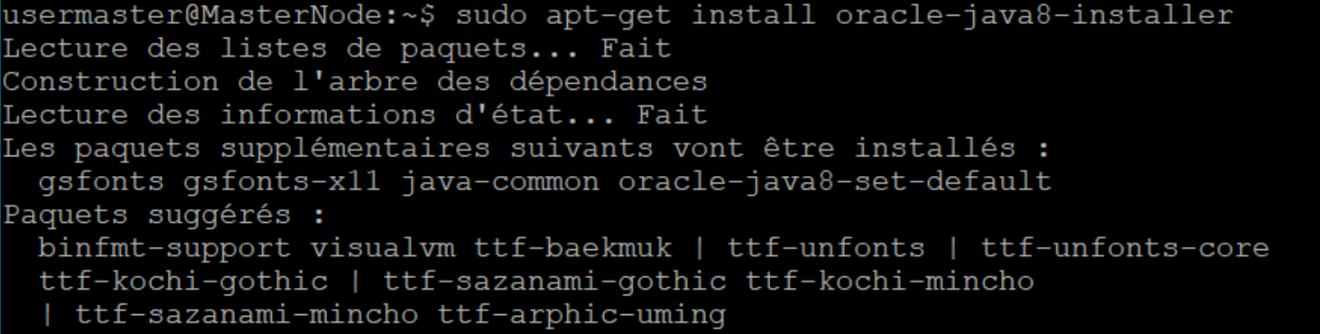 usermaster@MasterNode:~$ sudo apt-get install oracle-java8-installer
Lecture des listes de paquets... Fait
Construction de l'arbre des dépendances
Lecture des informations d'état... Fait
Les paquets supplémentaires suivants vont être installés :
  gsfonts gsfonts-x11 java-common oracle-java8-set-default
Paquets suggérés :
  binfmt-support visualvm ttf-baekmuk | ttf-unfonts | ttf-unfonts-core
  ttf-kochi-gothic | ttf-sazanami-gothic ttf-kochi-mincho
  | ttf-sazanami-mincho ttf-arphic-uming